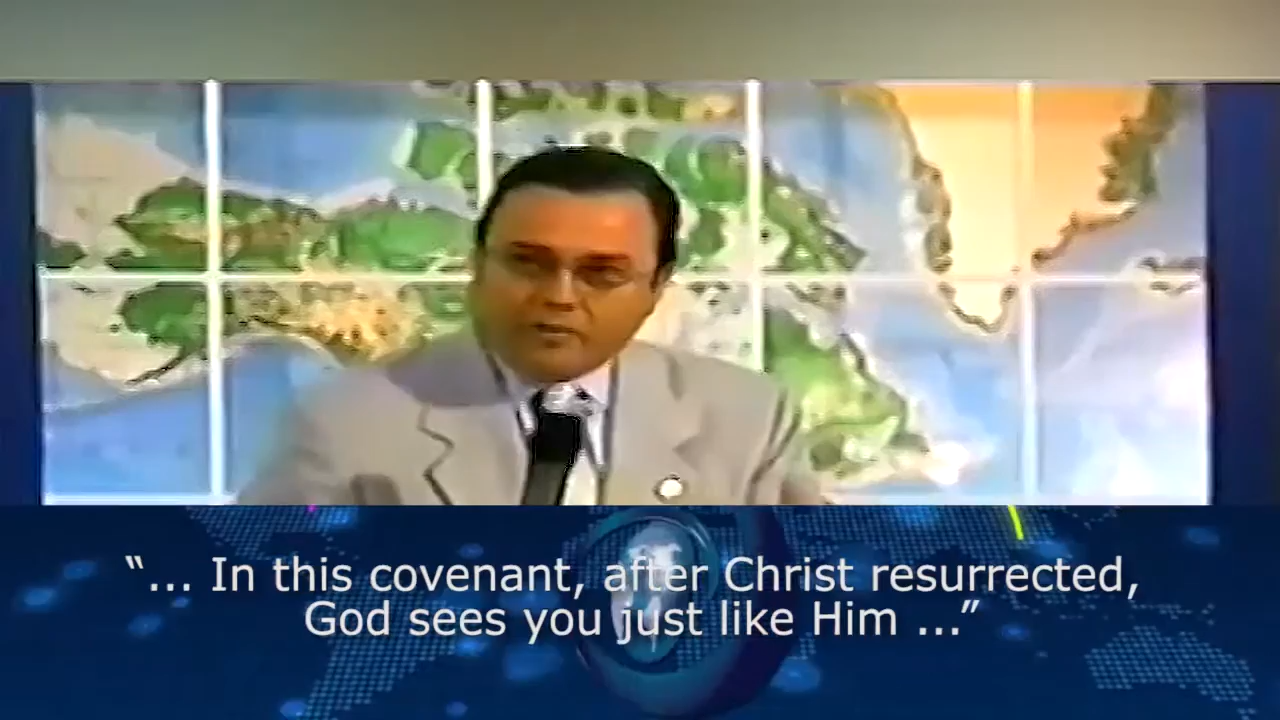 “... In this covenant, after Christ resurrected,
God sees you just like Him ...”